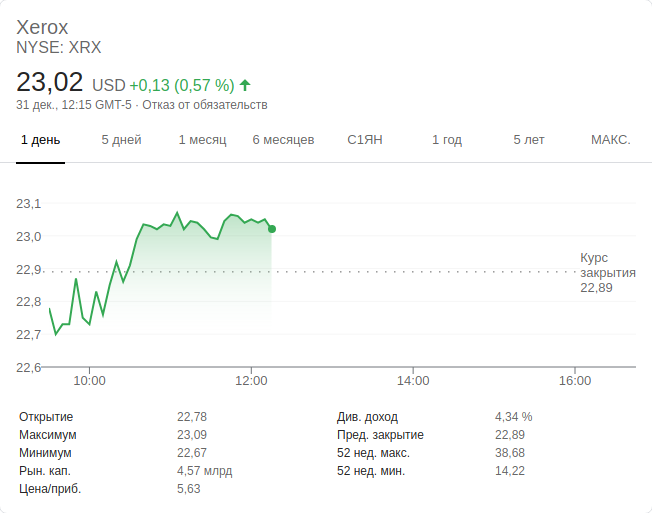 Xerox
NYSE: XRX
23,02 USD +0,13 (0,57 %)
31 дек., 12:15 GMT-5 · Отказ от обязательств
1 день 5 дней 1 месяц 6 месяцев С1ЯН 1 год 5 лет МАКС.
23,1
23,0
22,9
22,8
22,7
22,6
Курс
закрытия
22,89
10:00 12:00 14:00 16:00
Открытие 22,78 Див. доход 4,34 %
Максимум 23,09 Пред. закрытие 22,89
Минимум 22,67 52 нед. макс. 38,68
Рын. кап. 4,57 млрд 52 нед. мин. 14,22
Цена/приб. 5,63